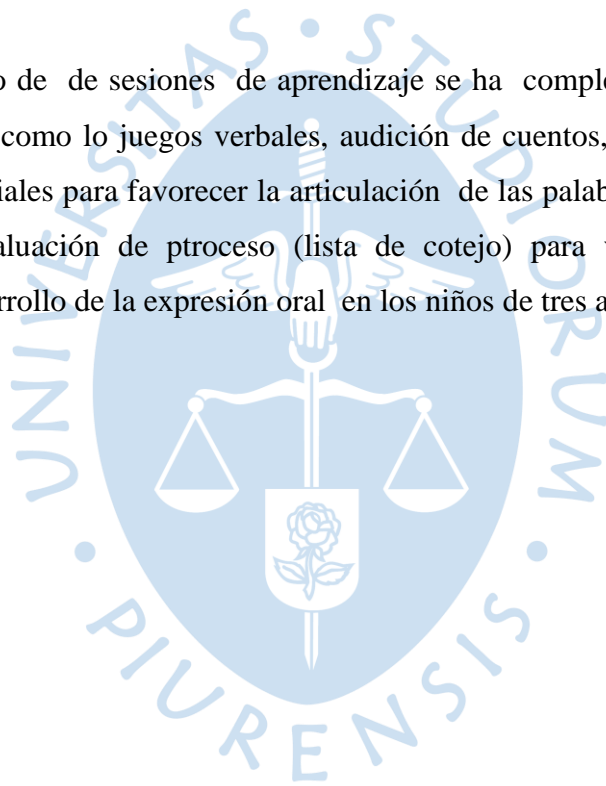 o de de sesiones de aprendizaje se ha comple
como lo juegos verbales, audición de cuentos,
iales para favorecer la articulación de las palab
aluación de ptroceso (lista de cotejo) para
rrollo de la expresión oral en los niños de tres a
UNIVERSITAS • STUDIORUM • PIURENSIS •